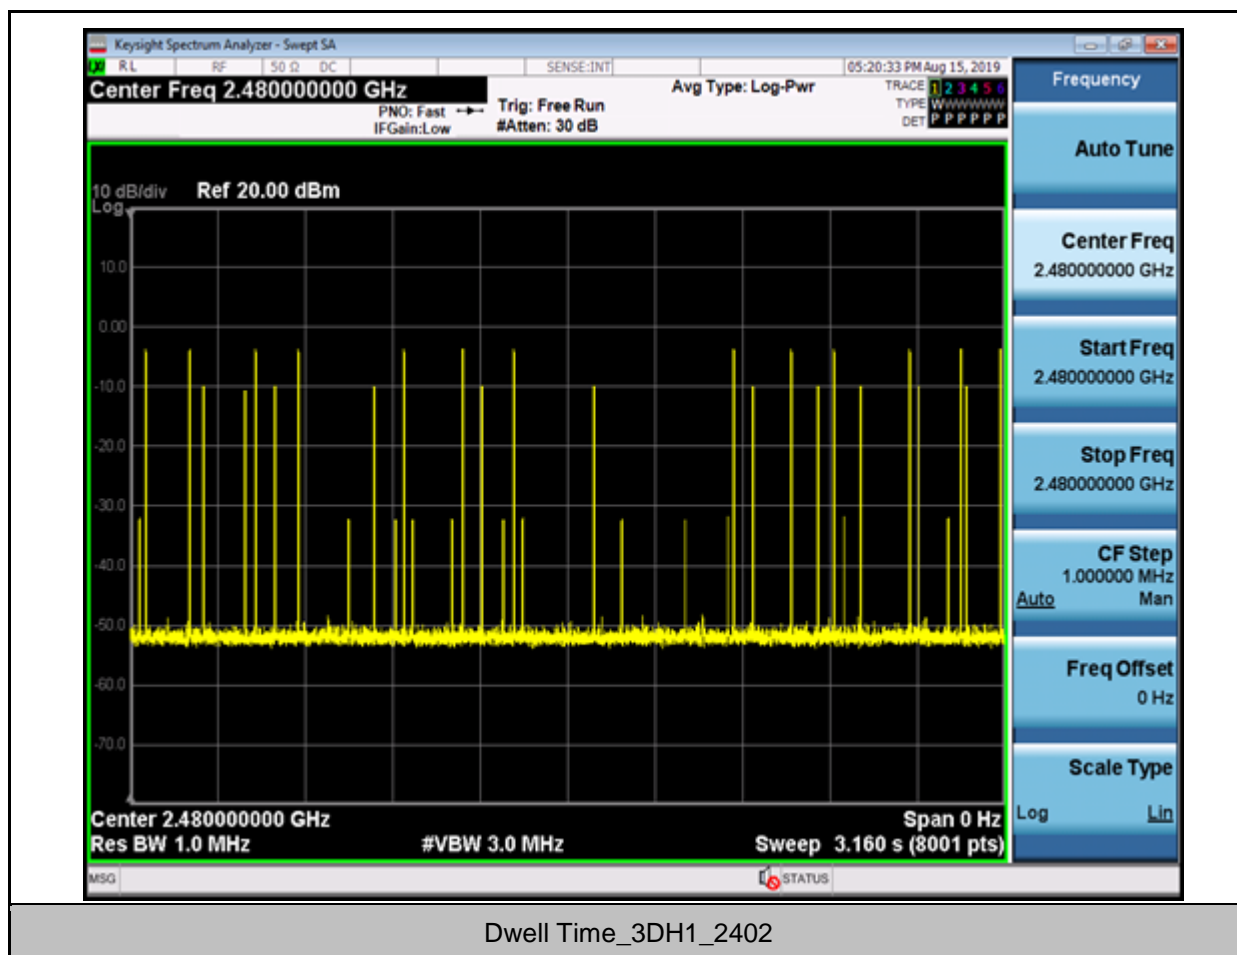 Keysight Spectrum Analyzer - Swept SA
RL RF 50 Ω DC SENSE:INT 05:20:33 PM Aug 15, 2019
Center Freq 2.480000000 GHz
PNO: Fast
IFGain:Low
Trig: Free Run
#Atten: 30 dB
Avg Type: Log-Pwr
TRACE 1 2 3 4 5 6
TYPE WWWWWW
DET P P P P P P
10 dB/div Ref 20.00 dBm
Log
10.0
0.00
-10.0
-20.0
-30.0
-40.0
-50.0
-60.0
-70.0
Center 2.480000000 GHz Span 0 Hz
Res BW 1.0 MHz #VBW 3.0 MHz Sweep 3.160 s (8001 pts)
MSG STATUS
Frequency
Auto Tune
Center Freq
2.480000000 GHz
Start Freq
2.480000000 GHz
Stop Freq
2.480000000 GHz
CF Step
1.000000 MHz
Auto Man
Freq Offset
0 Hz
Scale Type
Log Lin
Dwell Time_3DH1_2402